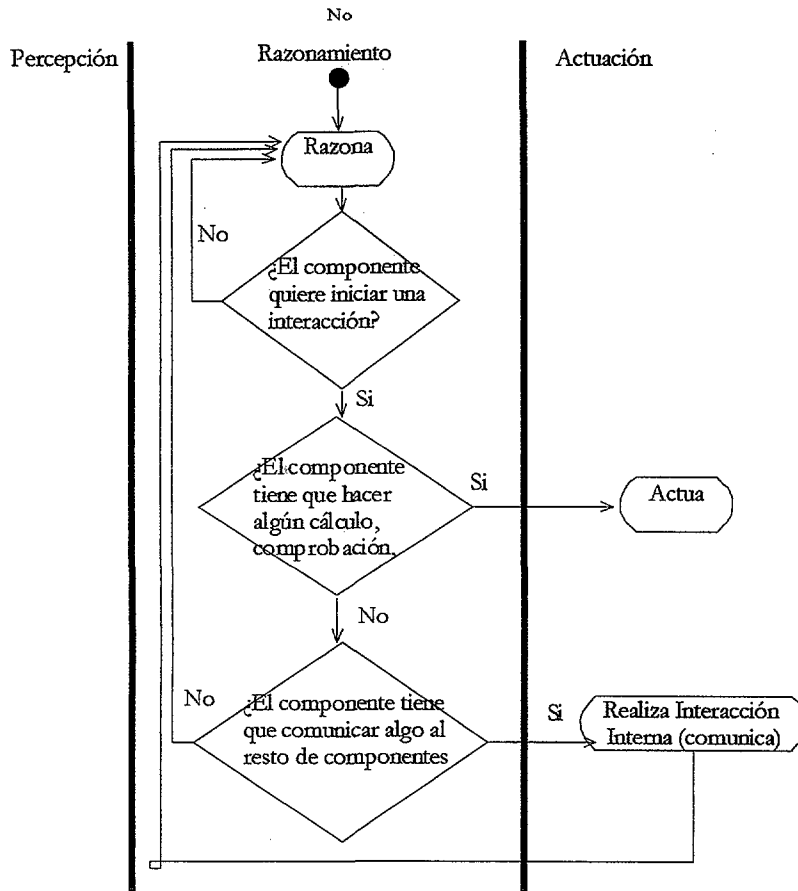 No
Percepción
Razonamiento
Actuación
Razona
No
¿El componente
quiere iniciar una
interacción?
Si
¿El componente
tiene que hacer
algún cálculo,
comprobación,
Si
Actua
No
No
¿El componente tiene
que comunicar algo al
resto de componentes
Si
Realiza Interacción
Interna (comunica)